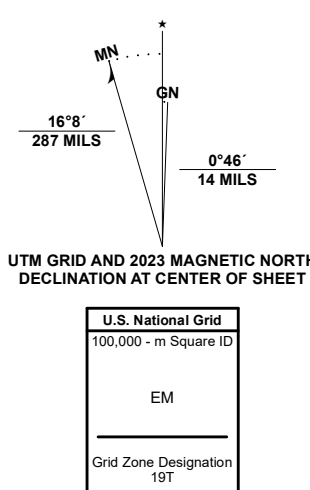 ★
MN
GN
16°8´
287 MILS
0°46´
14 MILS
UTM GRID AND 2023 MAGNETIC NORTH
DECLINATION AT CENTER OF SHEET
U.S. National Grid
100,000 - m Square ID
EM
Grid Zone Designation
19T